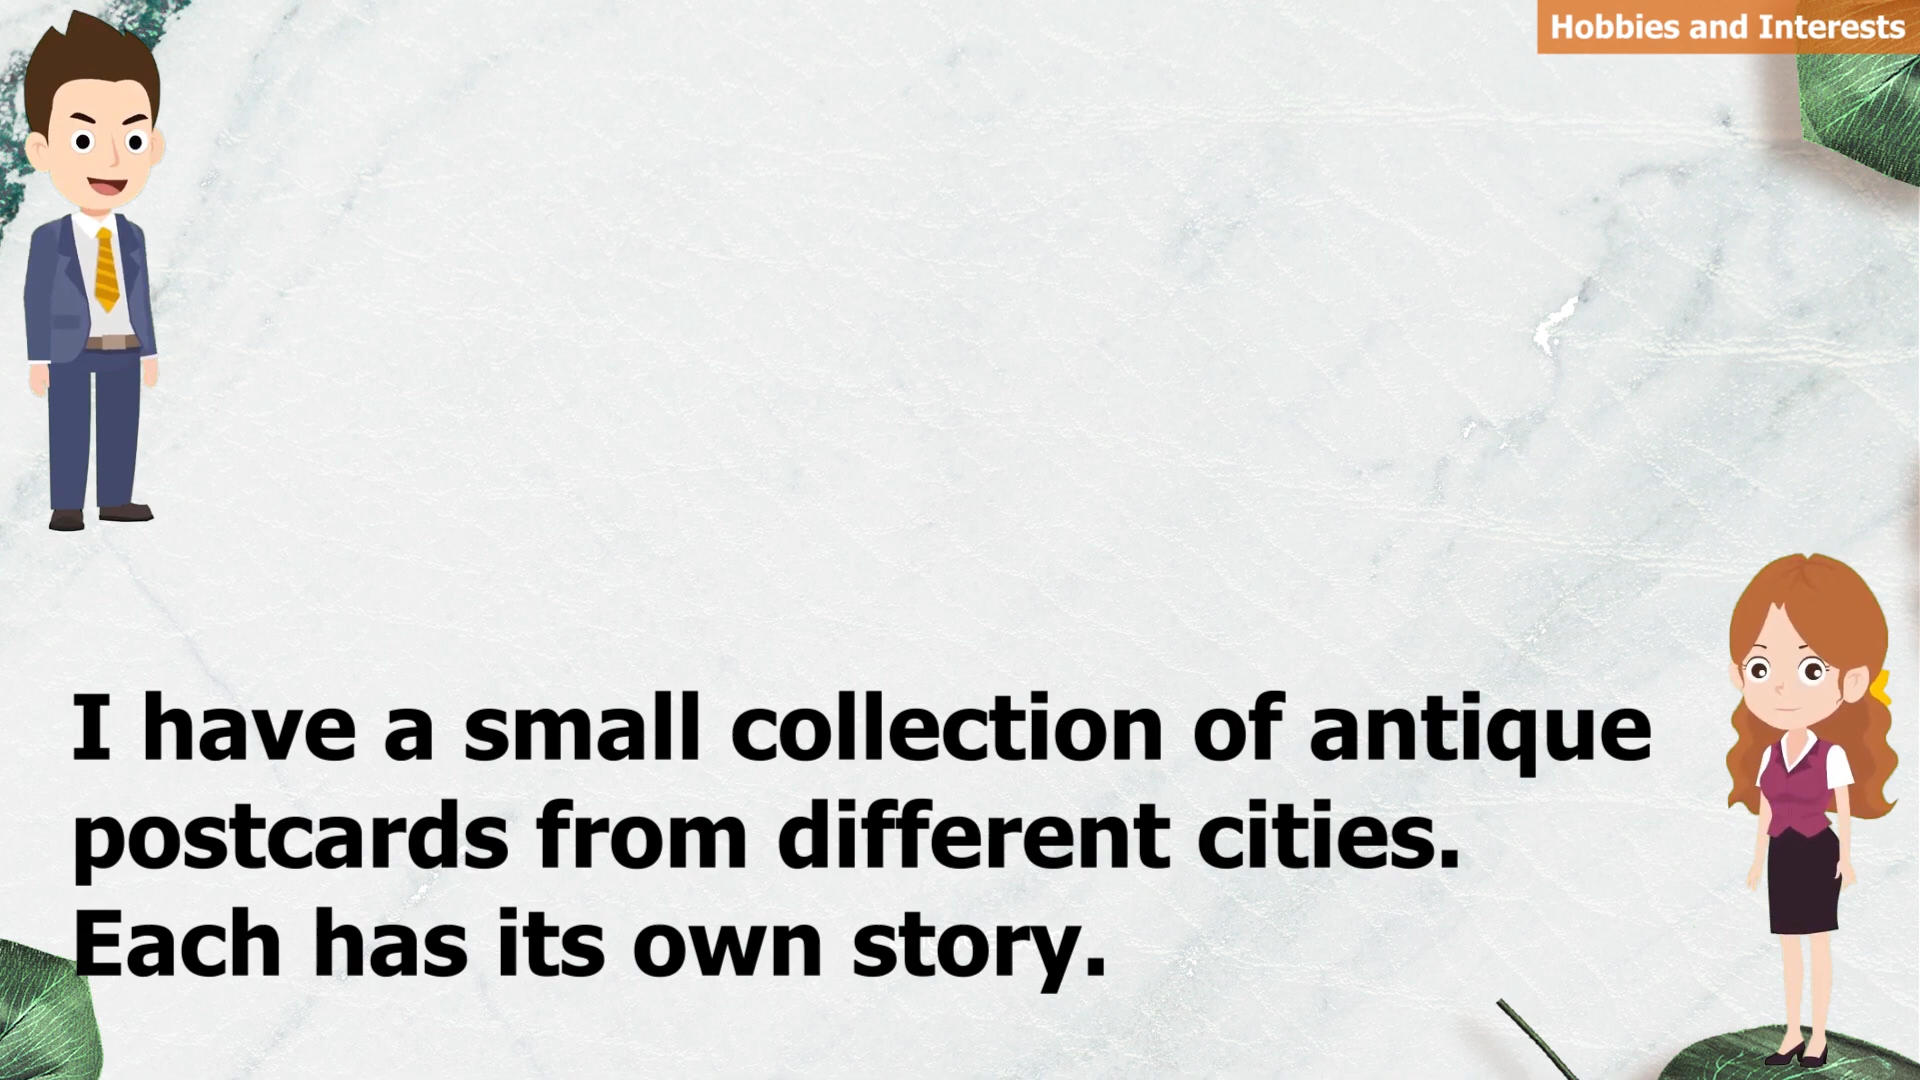 Hobbies and Interests
I have a small collection of antique
postcards from different cities.
Each has its own story.